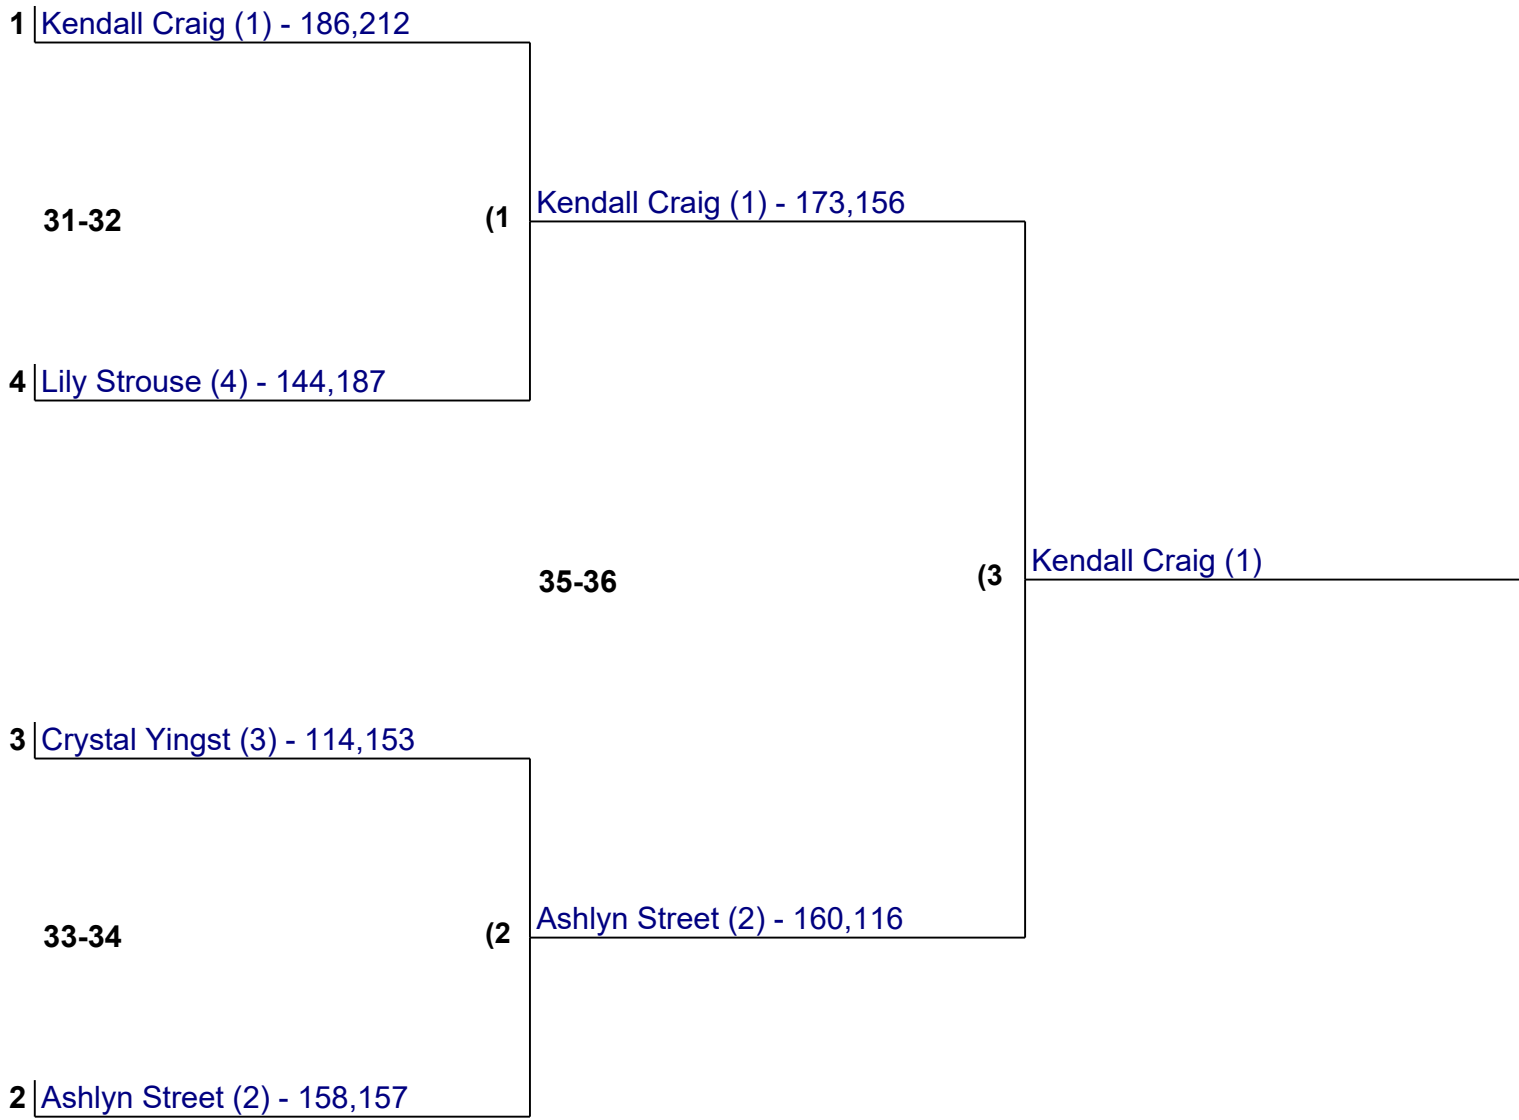 1 Kendall Craig (1) - 186,212
31-32
(1
Kendall Craig (1) - 173,156
4 Lily Strouse (4) - 144,187
35-36
(3
Kendall Craig (1)
3 Crystal Yingst (3) - 114,153
33-34
(2
Ashlyn Street (2) - 160,116
2 Ashlyn Street (2) - 158,157